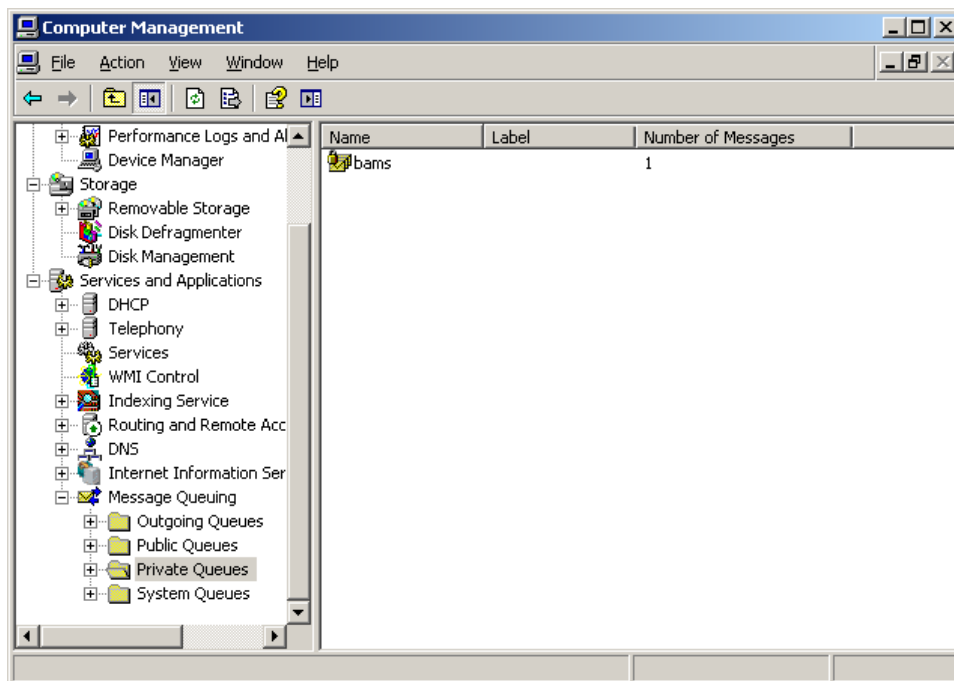 Computer Management
File Action View Window Help
Name Label Number of Messages
bams 1
Performance Logs and Al
Device Manager
Storage
Removable Storage
Disk Defragmenter
Disk Management
Services and Applications
DHCP
Telephony
Services
WMI Control
Indexing Service
Routing and Remote Acc
DNS
Internet Information Ser
Message Queuing
Outgoing Queues
Public Queues
Private Queues
System Queues